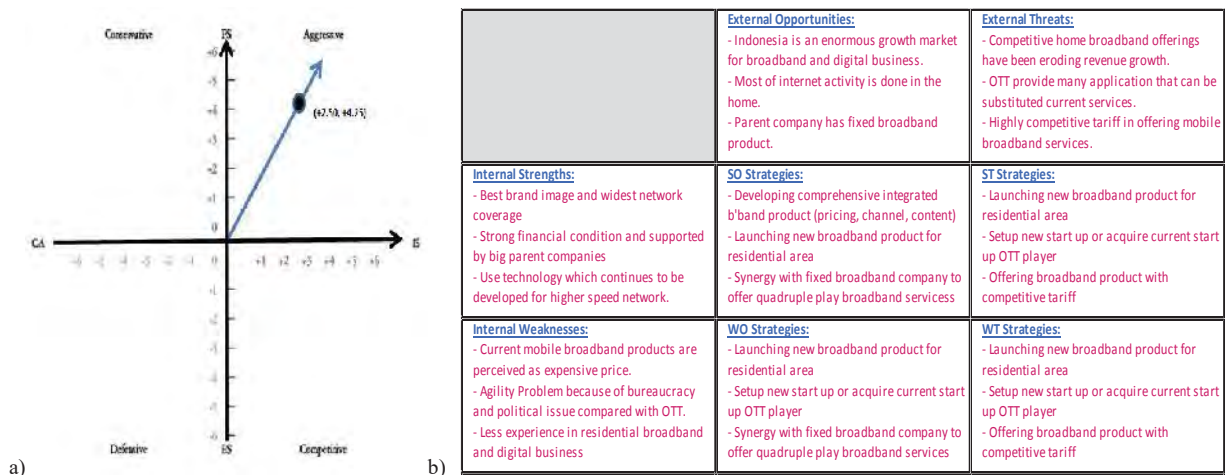 Conservative
FS
Aggressive
+6
+5
+4
(+2.50, +4.25)
+3
+2
+1
0
CA
IS
-6 -5 -4 -3 -2 -1 0 +1 +2 +3 +4 +5 +6
-1
-2
-3
-4
-5
-6
Defensive
ES
Competitive
a)
b)
External Opportunities:
- Indonesia is an enormous growth market
for broadband and digital business.
- Most of internet activity is done in the
home.
- Parent company has fixed broadband
product.
External Threats:
- Competitive home broadband offerings
have been eroding revenue growth.
- OTT provide many application that can be
substituted current services.
- Highly competitive tariff in offering mobile
broadband services.
Internal Strengths:
- Best brand image and widest network
coverage
- Strong financial condition and supported
by big parent companies
- Use technology which continues to be
developed for higher speed network.
SO Strategies:
- Developing comprehensive integrated
b'band product (pricing, channel, content)
- Launching new broadband product for
residential area
- Synergy with fixed broadband company to
offer quadruple play broadband servicess
ST Strategies:
- Launching new broadband product for
residential area
- Setup new start up or acquire current start
up OTT player
- Offering broadband product with
competitive tariff
Internal Weaknesses:
- Current mobile broadband products are
perceived as expensive price.
- Agility Problem because of bureaucracy
and political issue compared with OTT.
- Less experience in residential broadband
and digital business
WO Strategies:
- Launching new broadband product for
residential area
- Setup new start up or acquire current start
up OTT player
- Synergy with fixed broadband company to
offer quadruple play broadband services
WT Strategies:
- Launching new broadband product for
residential area
- Setup new start up or acquire current start
up OTT player
- Offering broadband product with
competitive tariff